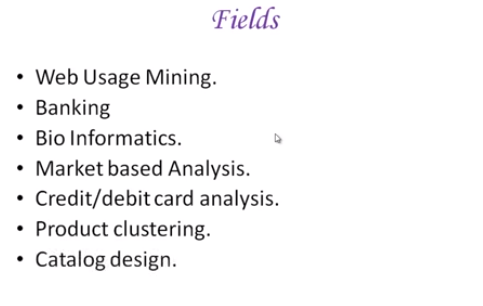 Fields
• Web Usage Mining.
• Banking
• Bio Informatics.
• Market based Analysis.
• Credit/debit card analysis.
• Product clustering.
• Catalog design.